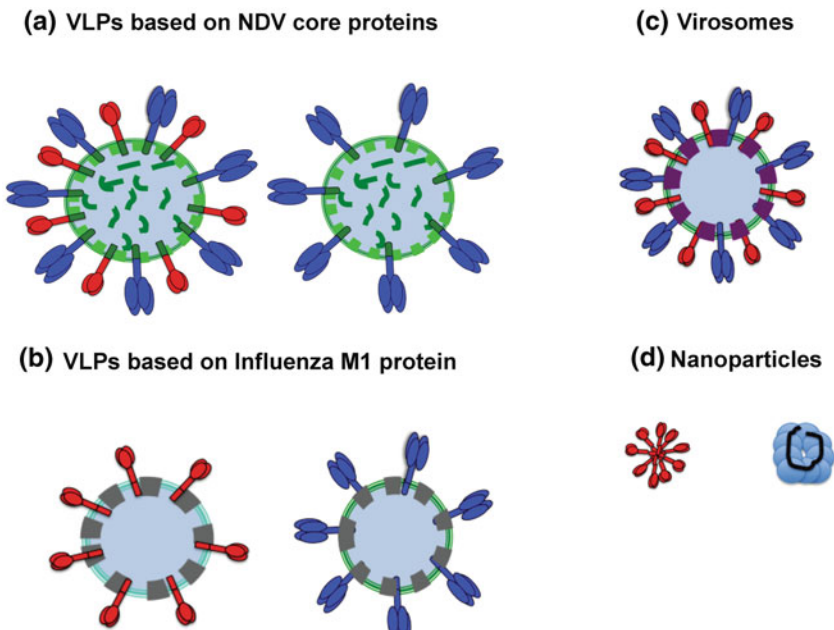 (a) VLPs based on NDV core proteins
(c) Virosomes
(b) VLPs based on Influenza M1 protein
(d) Nanoparticles